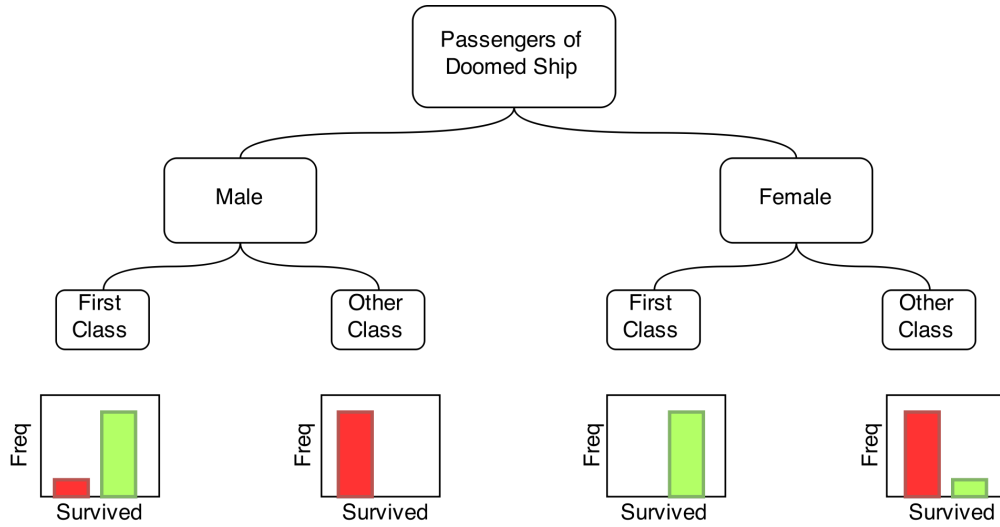 Passengers of
Doomed Ship
Male
Female
First
Class
Other
Class
First
Class
Other
Class
Freq
Survived
Freq
Survived
Freq
Survived
Freq
Survived